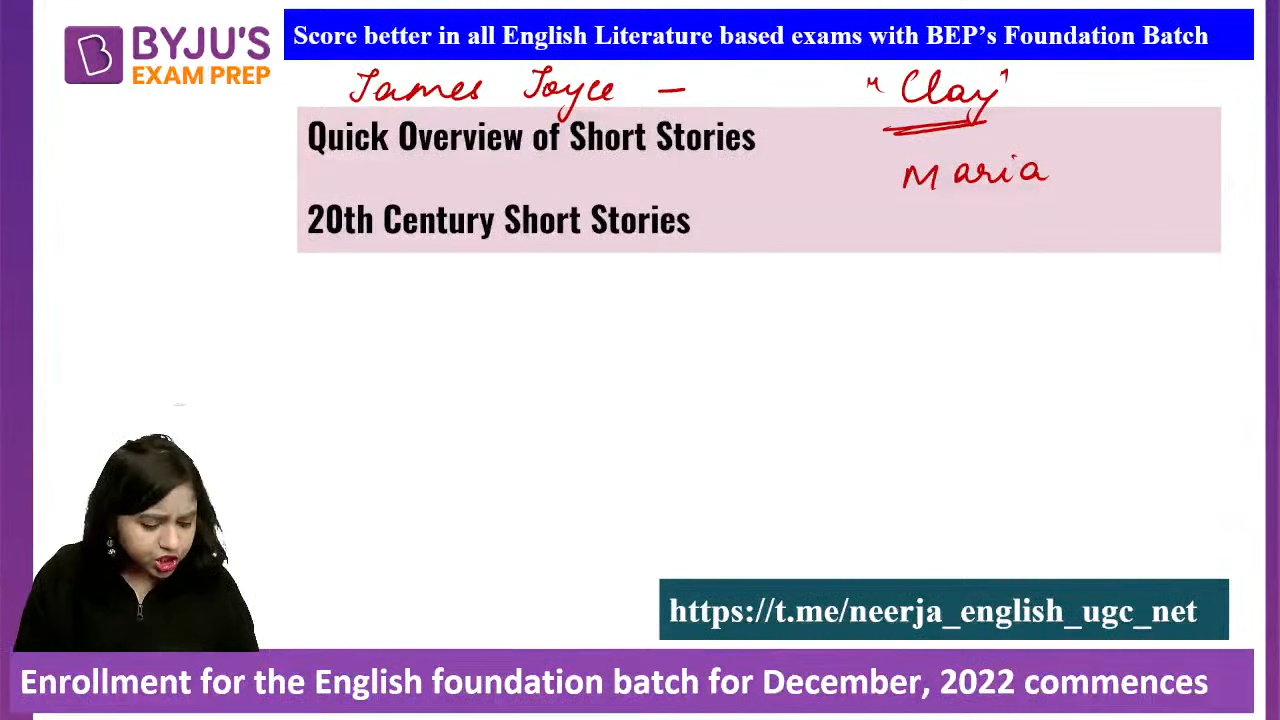 BYJU'S
EXAM PREP
Score better in all English Literature based exams with BEP's Foundation Batch
James Joyce – "Clay"
Quick Overview of Short Stories
Maria
20th Century Short Stories
https://t.me/neerja_english_ugc_net
Enrollment for the English foundation batch for December, 2022 commences